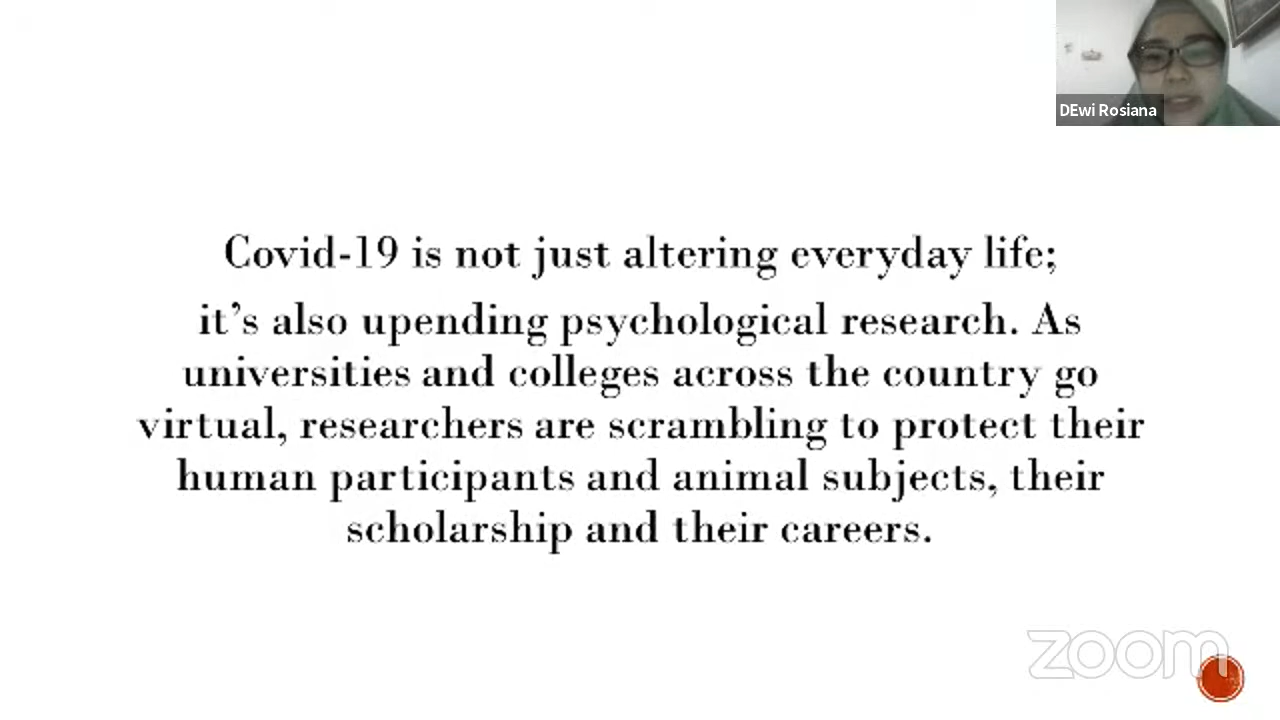 DEwi Rosiana
Covid-19 is not just altering everyday life;
it's also upending psychological research. As
universities and colleges across the country go
virtual, researchers are scrambling to protect their
human participants and animal subjects, their
scholarship and their careers.
zoom